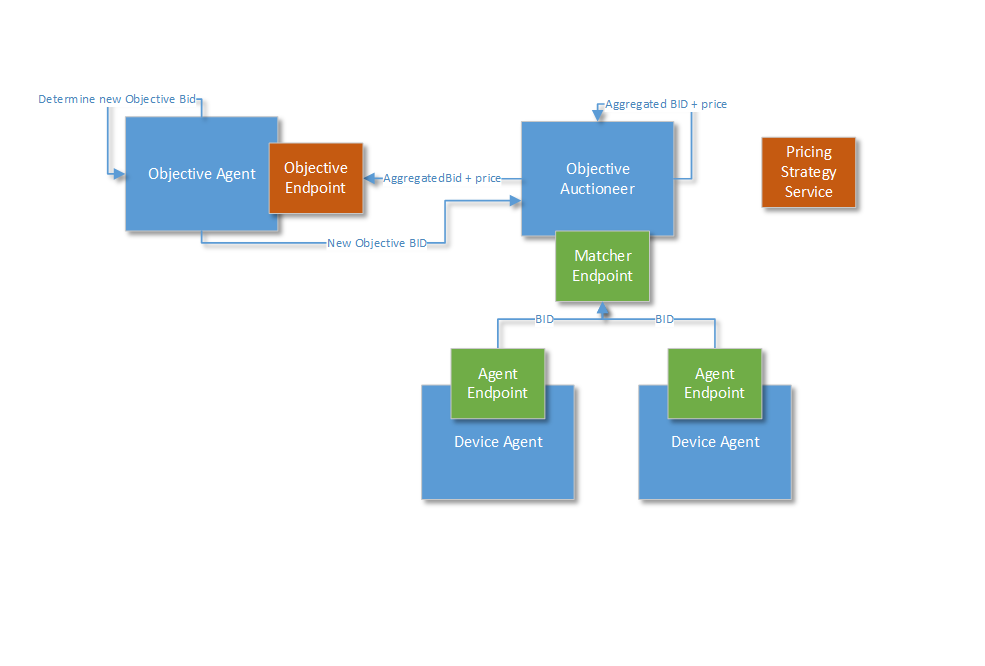 Determine new Objective Bid
Aggregated BID + price
Objective Agent
Objective
Endpoint
AggregatedBid + price
Objective
Auctioneer
Pricing
Strategy
Service
New Objective BID
Matcher
Endpoint
BID
BID
Agent
Endpoint
Agent
Endpoint
Device Agent
Device Agent